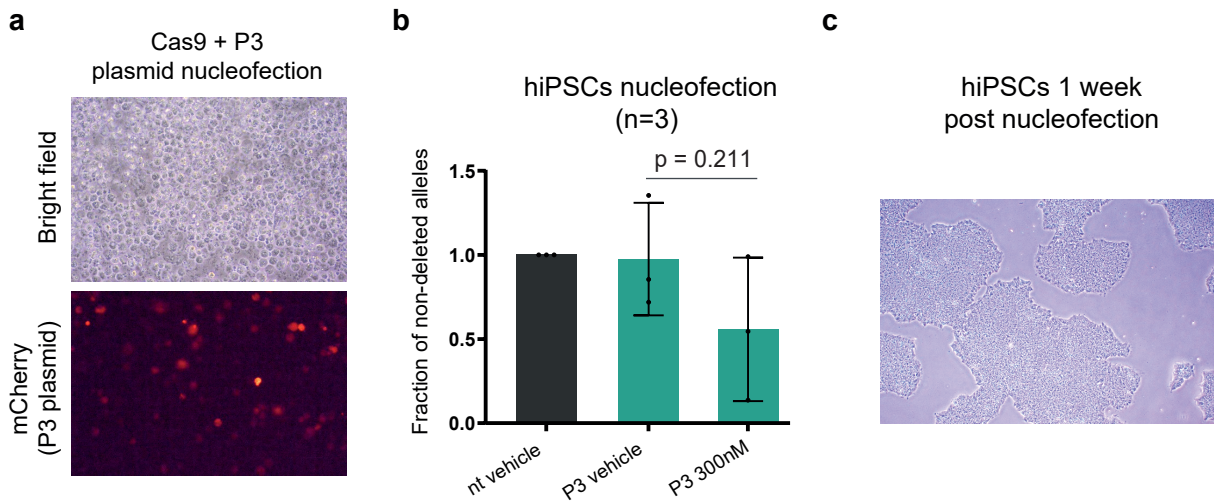 a
Cas9 + P3
plasmid nucleofection
Bright field
mCherry
(P3 plasmid)
b
hiPSCs nucleofection
(n=3)
p = 0.211
Fraction of non-deleted alleles
1.5
1.0
0.5
0.0
nt vehicle
P3 vehicle
P3 300nM
c
hiPSCs 1 week
post nucleofection